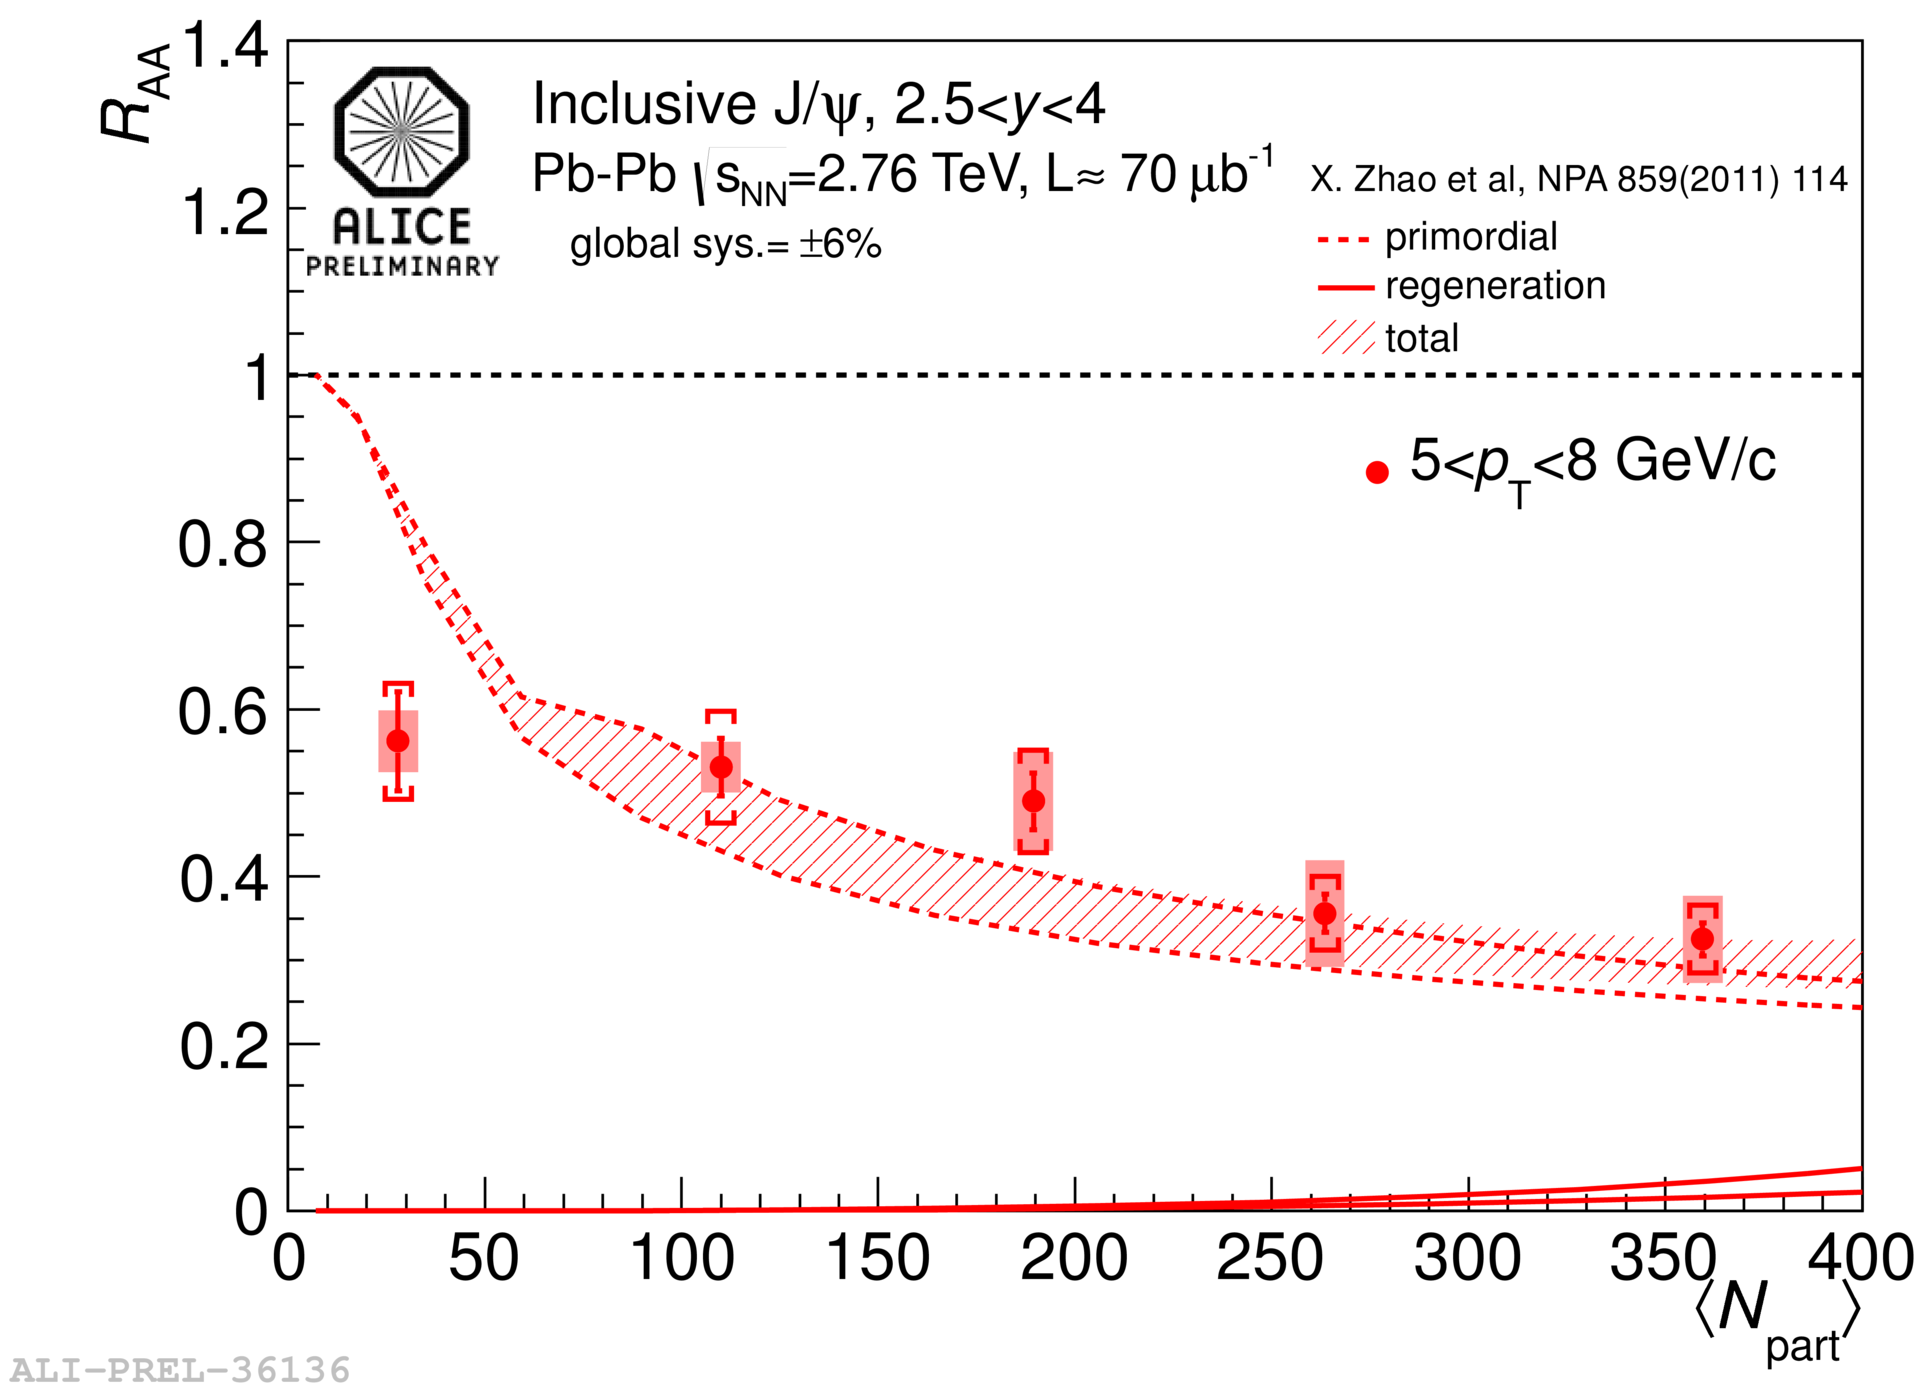 R_AA
1.4
1.2
1
0.8
0.6
0.4
0.2
0
ALICE
PRELIMINARY
Inclusive J/ψ, 2.5<y<4
Pb-Pb √s_NN=2.76 TeV, L≈ 70 μb^-1
global sys.= ±6%
X. Zhao et al, NPA 859(2011) 114
primordial
regeneration
total
5<p_T<8 GeV/c
0 50 100 150 200 250 300 350 400
⟨N_part⟩
ALI-PREL-36136